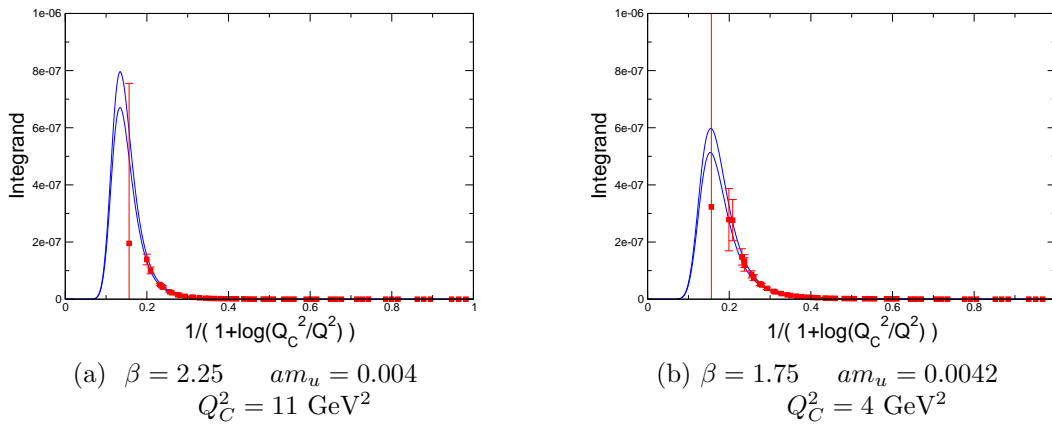 1e-06
8e-07
6e-07
4e-07
2e-07
0
0 0.2 0.4 0.6 0.8 1
Integrand
1/( 1+log(Q_C^2/Q^2) )
(a) β = 2.25 am_u = 0.004
Q_C^2 = 11 GeV^2
1e-06
8e-07
6e-07
4e-07
2e-07
0
0 0.2 0.4 0.6 0.8
Integrand
1/( 1+log(Q_C^2/Q^2) )
(b) β = 1.75 am_u = 0.0042
Q_C^2 = 4 GeV^2